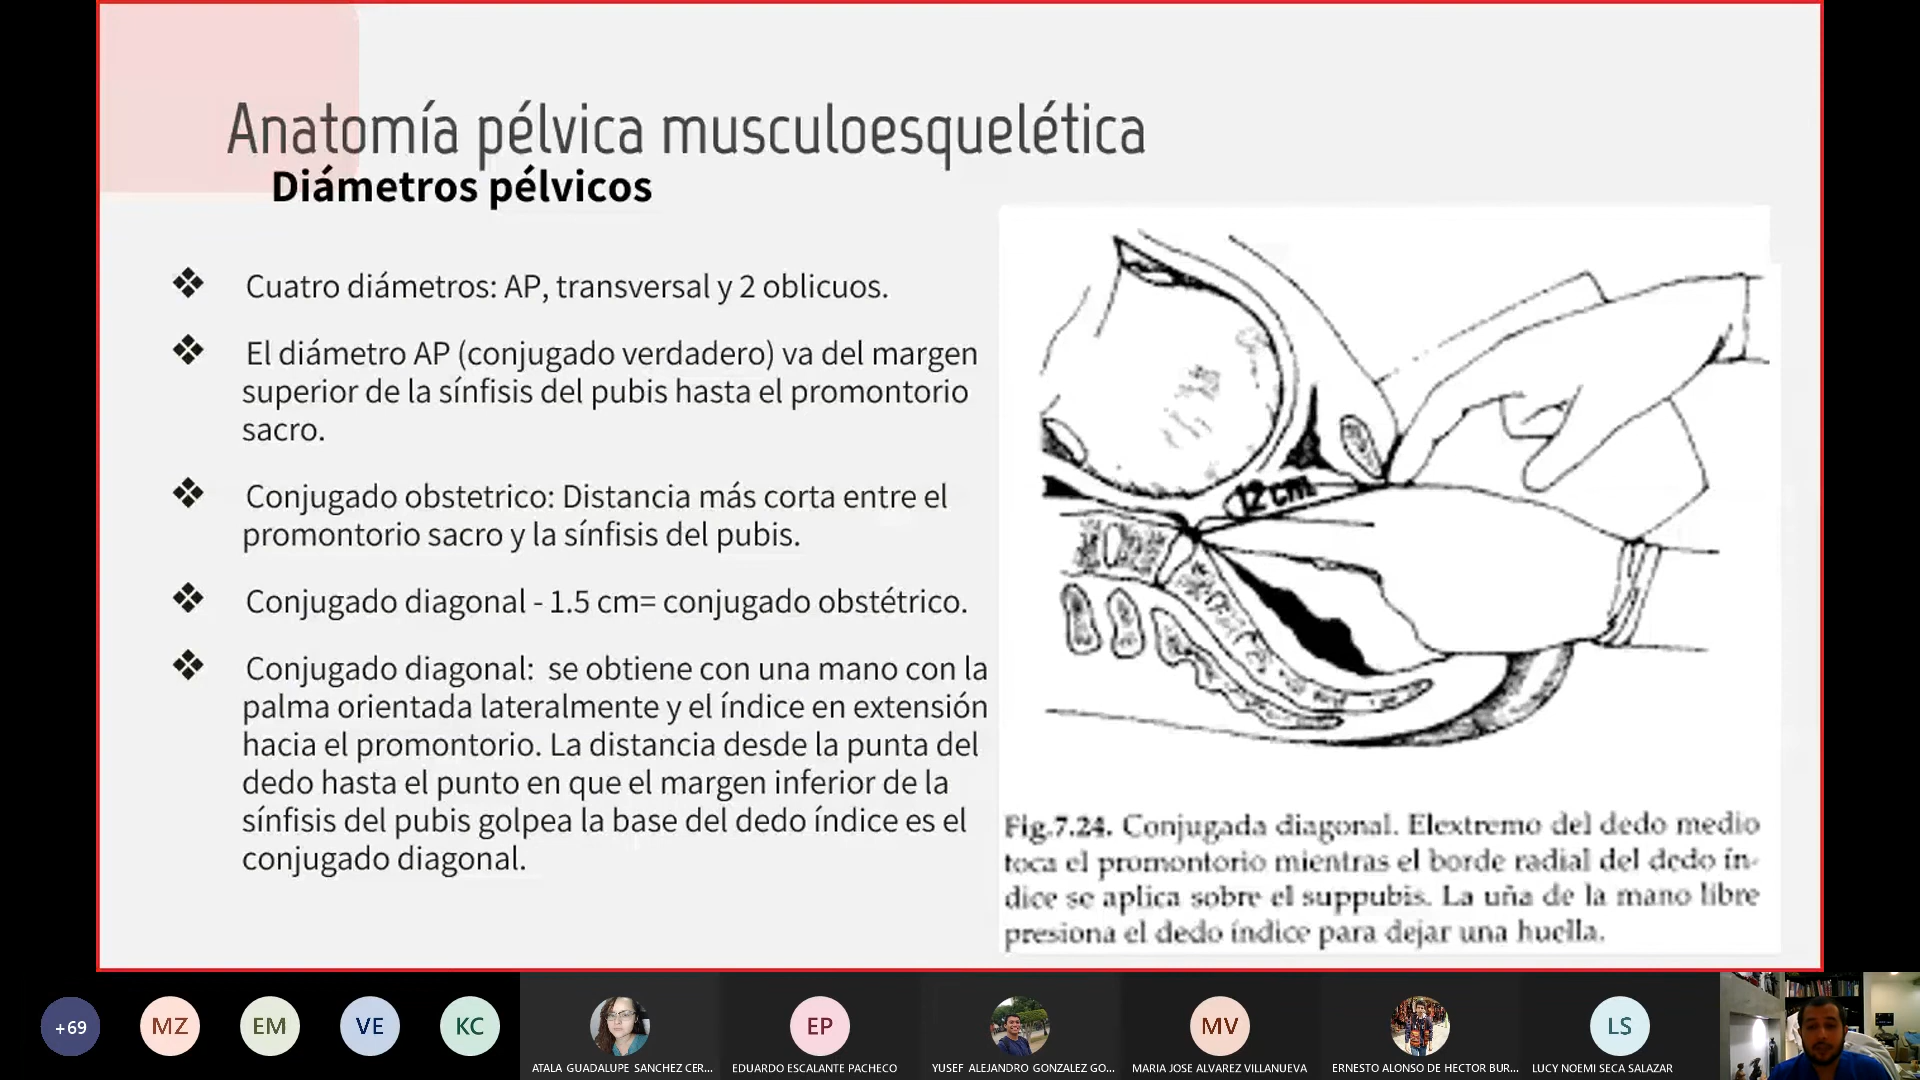 Anatomía pélvica musculoesquelética
Diámetros pélvicos
Cuatro diámetros: AP, transversal y 2 oblicuos.
El diámetro AP (conjugado verdadero) va del margen
superior de la sínfisis del pubis hasta el promontorio
sacro.
Conjugado obstetrico: Distancia más corta entre el
promontorio sacro y la sínfisis del pubis.
Conjugado diagonal - 1.5 cm= conjugado obstétrico.
Conjugado diagonal: se obtiene con una mano con la
palma orientada lateralmente y el índice en extensión
hacia el promontorio. La distancia desde la punta del
dedo hasta el punto en que el margen inferior de la
sínfisis del pubis golpea la base del dedo índice es el
conjugado diagonal.
12 cm
Fig.7.24. Conjugada diagonal. Elextremo del dedo medio
toca el promontorio mientras el borde radial del dedo ín-
dice se aplica sobre el suppubis. La uña de la mano libre
presiona el dedo índice para dejar una huella.
+69
MZ
EM
VE
KC
EP
MV
LS
ATALA GUADALUPE SANCHEZ CER...
EDUARDO ESCALANTE PACHECO
YUSEF ALEJANDRO GONZALEZ GO...
MARIA JOSE ALVAREZ VILLANUEVA
ERNESTO ALONSO DE HECTOR BUR...
LUCY NOEMI SECA SALAZAR